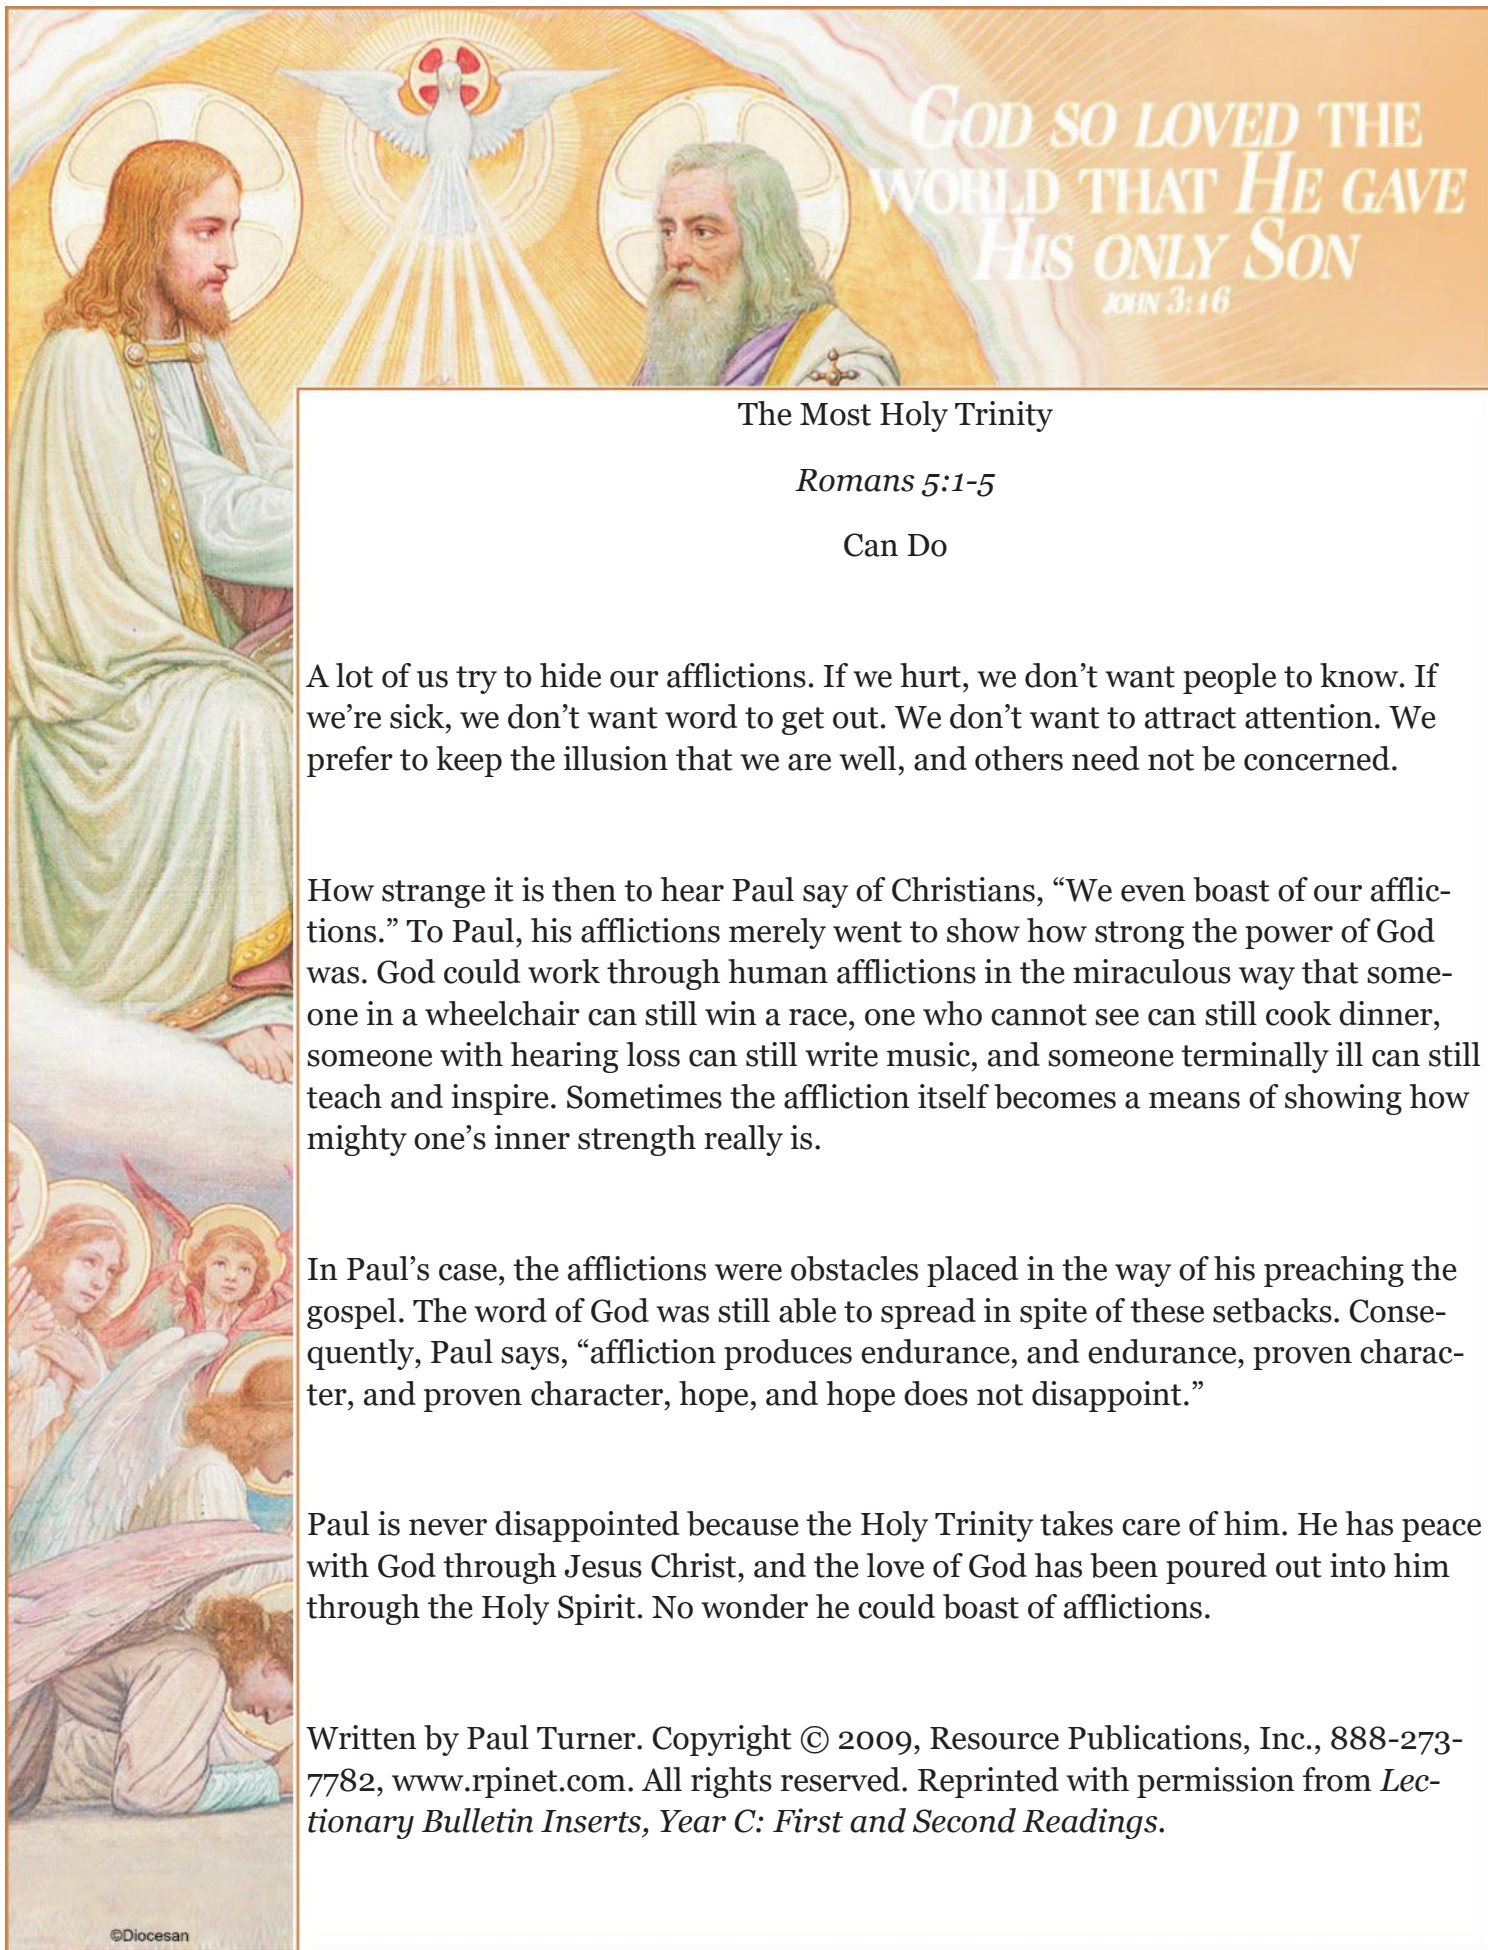 GOD SO LOVED THE
WORLD THAT HE GAVE
HIS ONLY SON
JOHN 3:16
The Most Holy Trinity
Romans 5:1-5
Can Do
A lot of us try to hide our afflictions. If we hurt, we don’t want people to know. If
we’re sick, we don’t want word to get out. We don’t want to attract attention. We
prefer to keep the illusion that we are well, and others need not be concerned.
How strange it is then to hear Paul say of Christians, “We even boast of our afflic-
tions.” To Paul, his afflictions merely went to show how strong the power of God
was. God could work through human afflictions in the miraculous way that some-
one in a wheelchair can still win a race, one who cannot see can still cook dinner,
someone with hearing loss can still write music, and someone terminally ill can still
teach and inspire. Sometimes the affliction itself becomes a means of showing how
mighty one’s inner strength really is.
In Paul’s case, the afflictions were obstacles placed in the way of his preaching the
gospel. The word of God was still able to spread in spite of these setbacks. Conse-
quently, Paul says, “affliction produces endurance, and endurance, proven charac-
ter, and proven character, hope, and hope does not disappoint.”
Paul is never disappointed because the Holy Trinity takes care of him. He has peace
with God through Jesus Christ, and the love of God has been poured out into him
through the Holy Spirit. No wonder he could boast of afflictions.
Written by Paul Turner. Copyright © 2009, Resource Publications, Inc., 888-273-
7782, www.rpinet.com. All rights reserved. Reprinted with permission from Lec-
tionary Bulletin Inserts, Year C: First and Second Readings.
©Diocesan